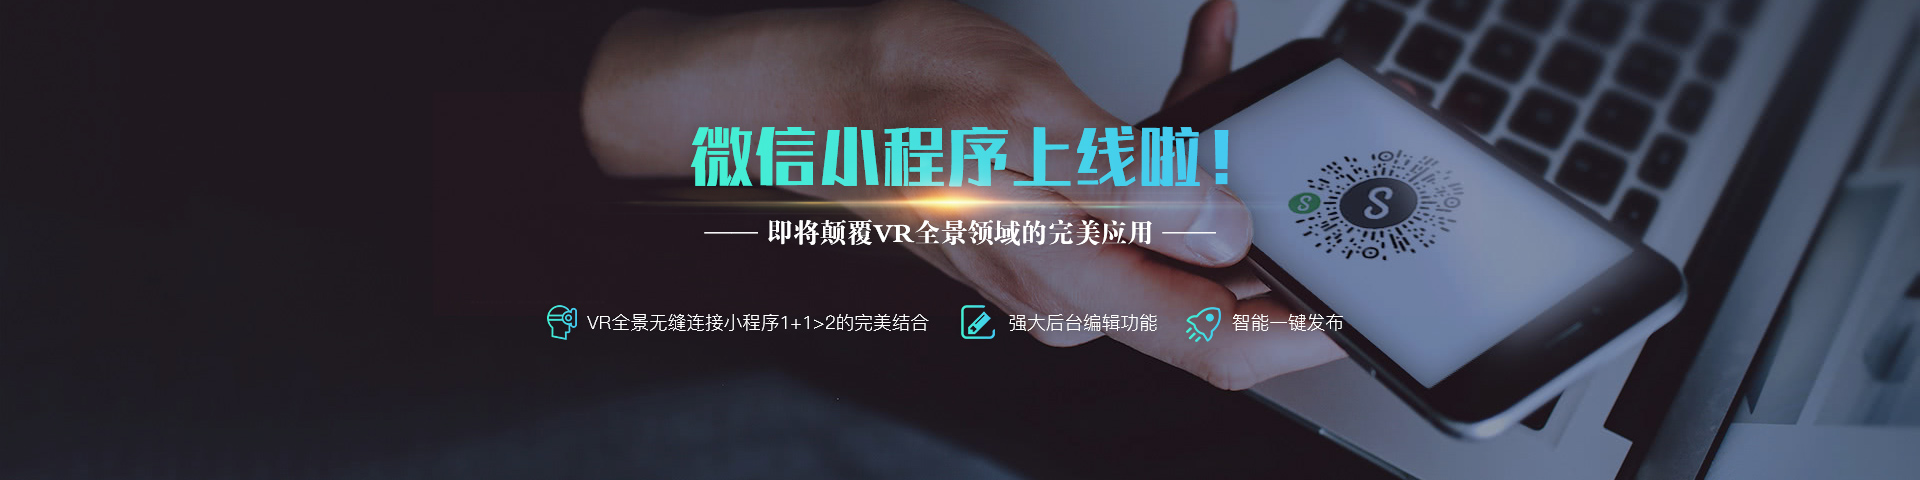 微信小程序上线啦！
即将颠覆VR全景领域的完美应用
VR全景无缝连接小程序1+1>2的完美结合 强大后台编辑功能 智能一键发布